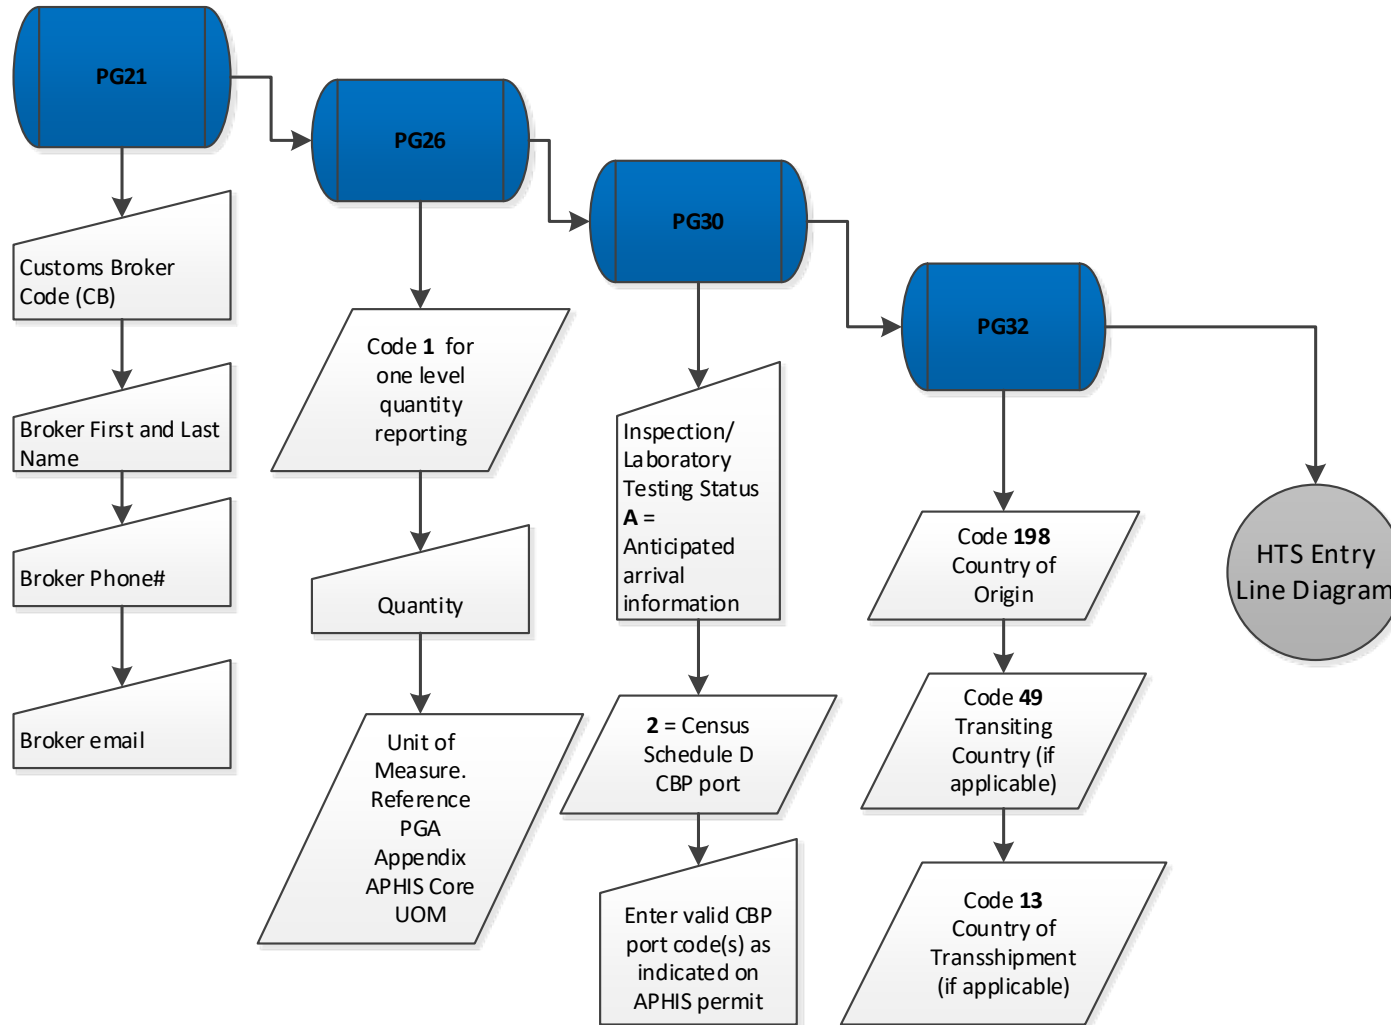 PG21
Customs Broker
Code (CB)
Broker First and Last
Name
Broker Phone#
Broker email
PG26
Code 1 for
one level
quantity
reporting
Quantity
Unit of
Measure.
Reference
PGA
Appendix
APHIS Core
UOM
PG30
Inspection/
Laboratory
Testing Status
A =
Anticipated
arrival
information
2 = Census
Schedule D
CBP port
Enter valid CBP
port code(s) as
indicated on
APHIS permit
PG32
Code 198
Country of
Origin
Code 49
Transiting
Country (if
applicable)
Code 13
Country of
Transshipment
(if applicable)
HTS Entry
Line Diagram